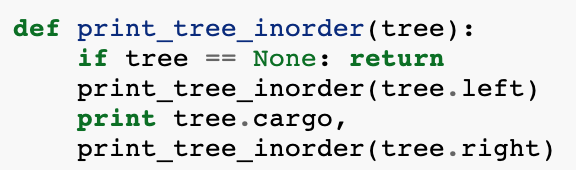 def print_tree_inorder(tree):
    if tree == None: return
    print_tree_inorder(tree.left)
    print tree.cargo,
    print_tree_inorder(tree.right)